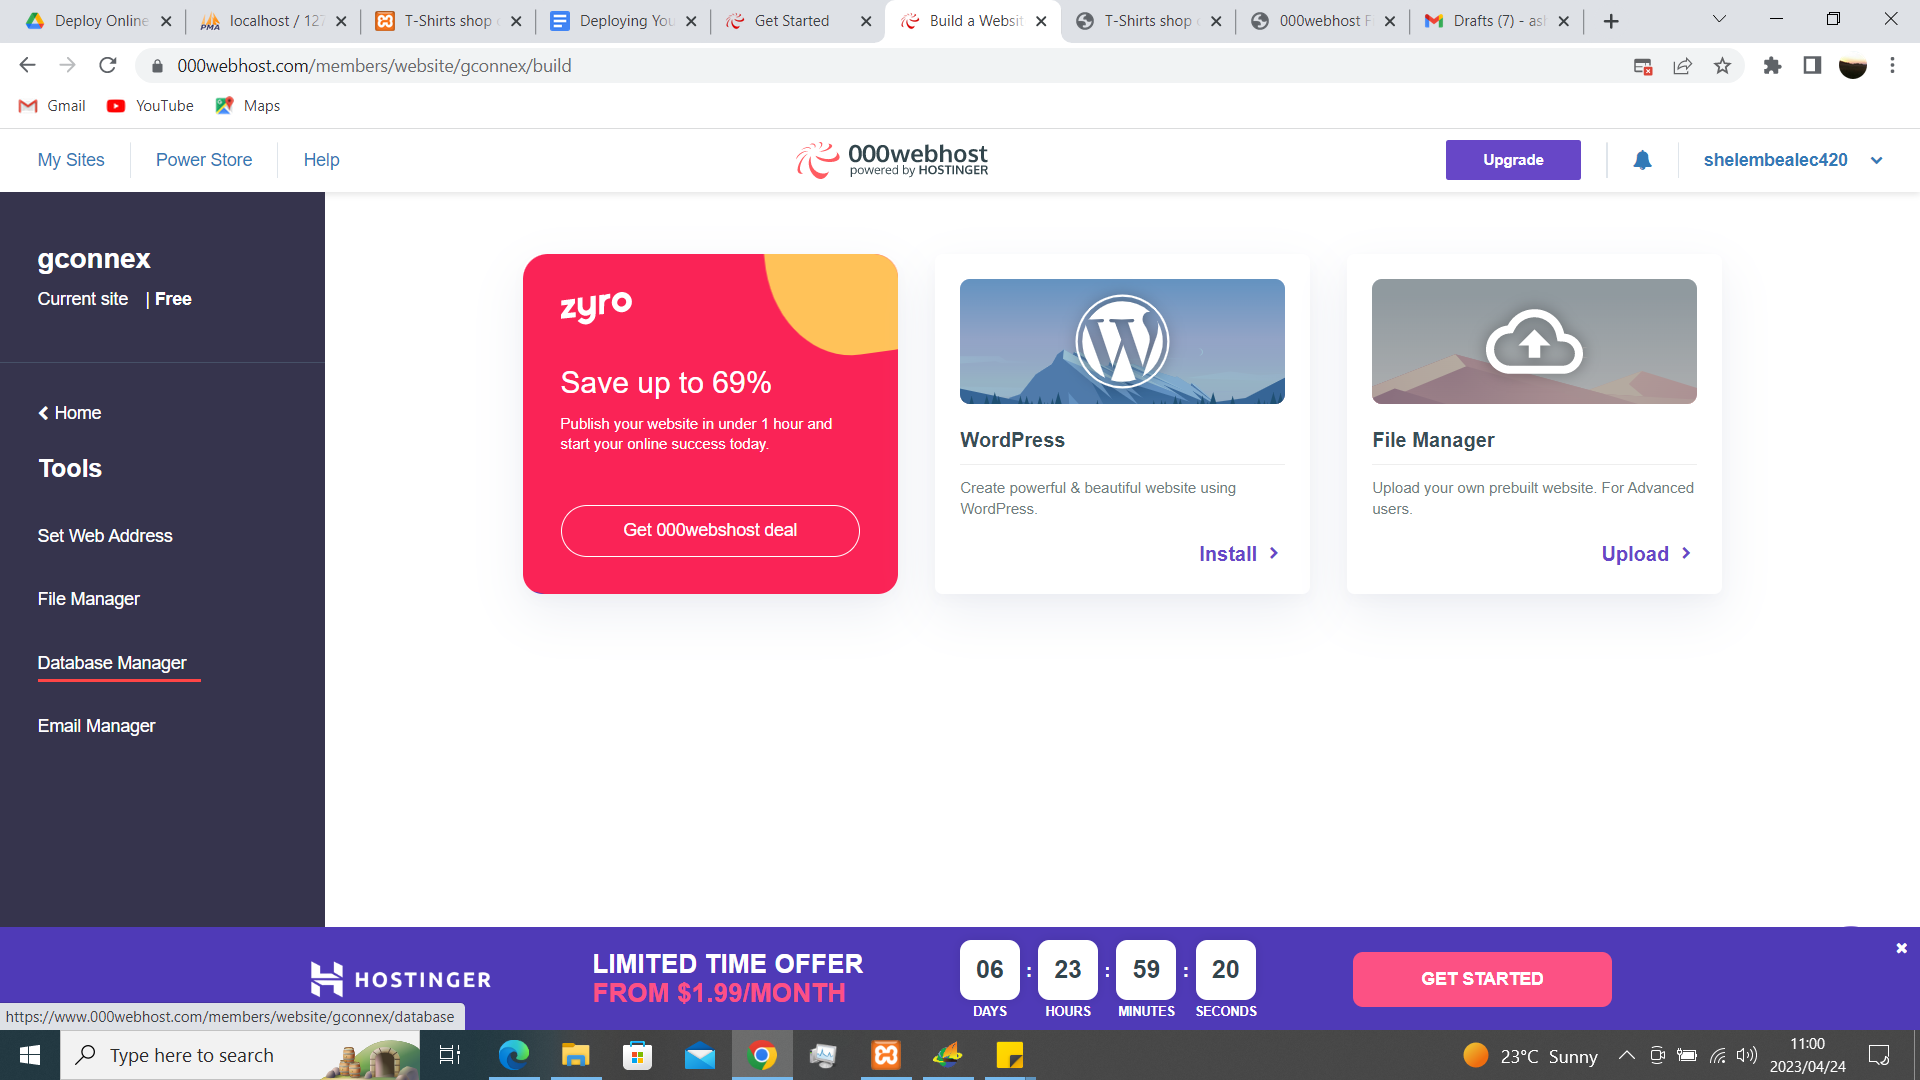 Deploy Online
localhost / 127
T-Shirts shop
Deploying You
Get Started
Build a Websit
T-Shirts shop
000webhost F
Drafts (7) - ash
000webhost.com/members/website/gconnex/build
Gmail
YouTube
Maps
My Sites
Power Store
Help
000webhost
powered by HOSTINGER
Upgrade
shelembealec420
gconnex
Current site | Free
Home
Tools
Set Web Address
File Manager
Database Manager
Email Manager
zyro
Save up to 69%
Publish your website in under 1 hour and
start your online success today.
Get 000webshost deal
WordPress
Create powerful & beautiful website using
WordPress.
Install
File Manager
Upload your own prebuilt website. For Advanced
users.
Upload
HOSTINGER
LIMITED TIME OFFER
FROM $1.99/MONTH
06 : 23 : 59 : 20
DAYS HOURS MINUTES SECONDS
GET STARTED
https://www.000webhost.com/members/website/gconnex/database
Type here to search
23°C Sunny
11:00
2023/04/24